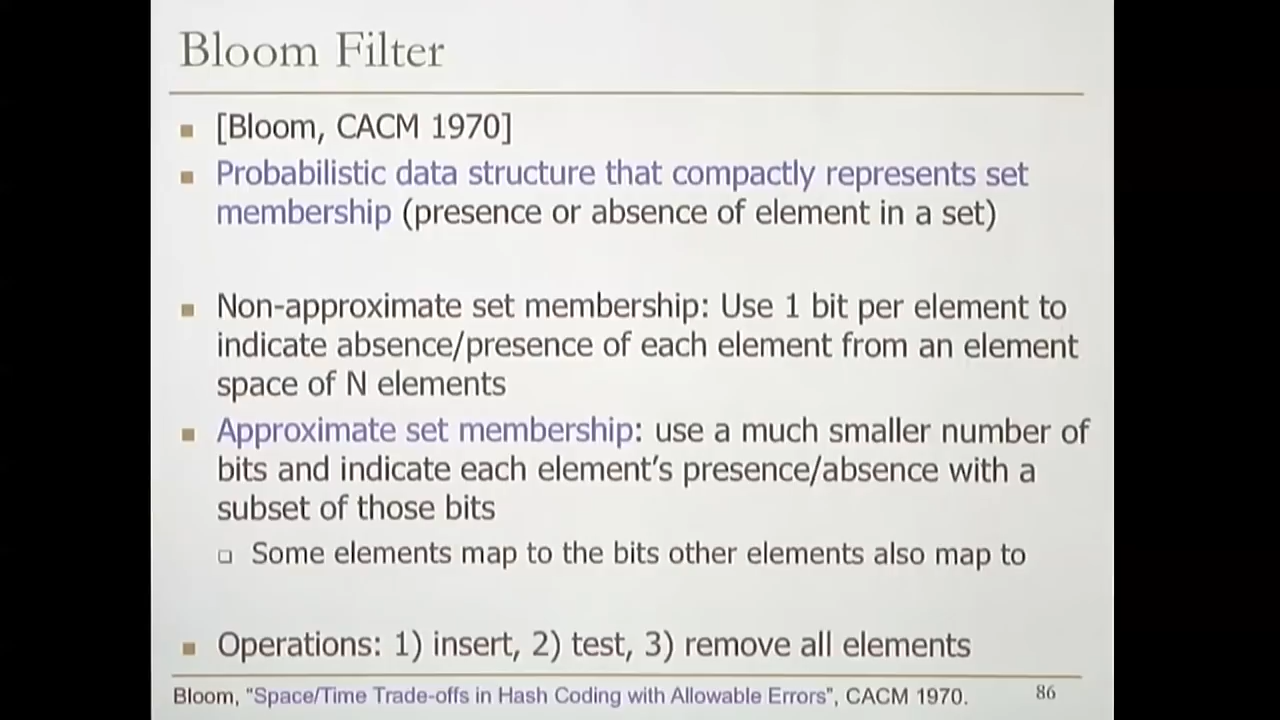 Bloom Filter
[Bloom, CACM 1970]
Probabilistic data structure that compactly represents set
membership (presence or absence of element in a set)
Non-approximate set membership: Use 1 bit per element to
indicate absence/presence of each element from an element
space of N elements
Approximate set membership: use a much smaller number of
bits and indicate each element's presence/absence with a
subset of those bits
Some elements map to the bits other elements also map to
Operations: 1) insert, 2) test, 3) remove all elements
Bloom, "Space/Time Trade-offs in Hash Coding with Allowable Errors", CACM 1970.
86